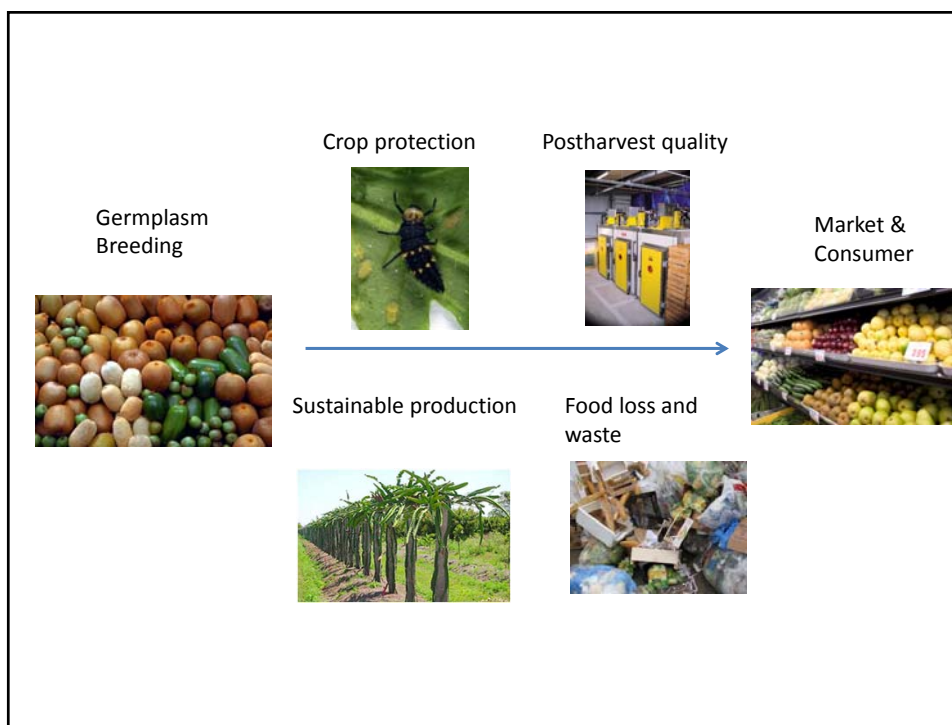 Crop protection
Postharvest quality
Germplasm
Breeding
Market &
Consumer
Sustainable production
Food loss and
waste